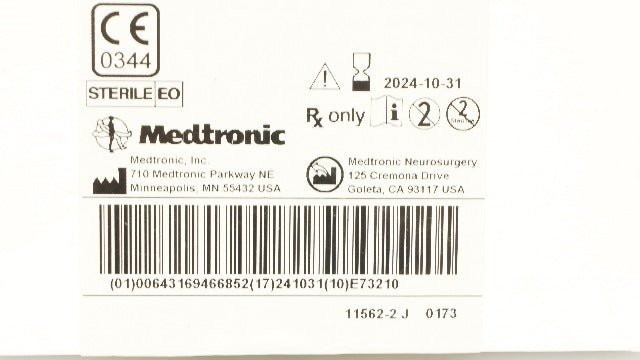 CE
0344
STERILE EO
2024-10-31
Rx only
i
2
2
Medtronic
Medtronic, Inc.
710 Medtronic Parkway NE
Minneapolis, MN 55432 USA
Medtronic Neurosurgery
125 Cremona Drive
Goleta, CA 93117 USA
(01)00643169466852(17)241031(10)E73210
11562-2 J 0173